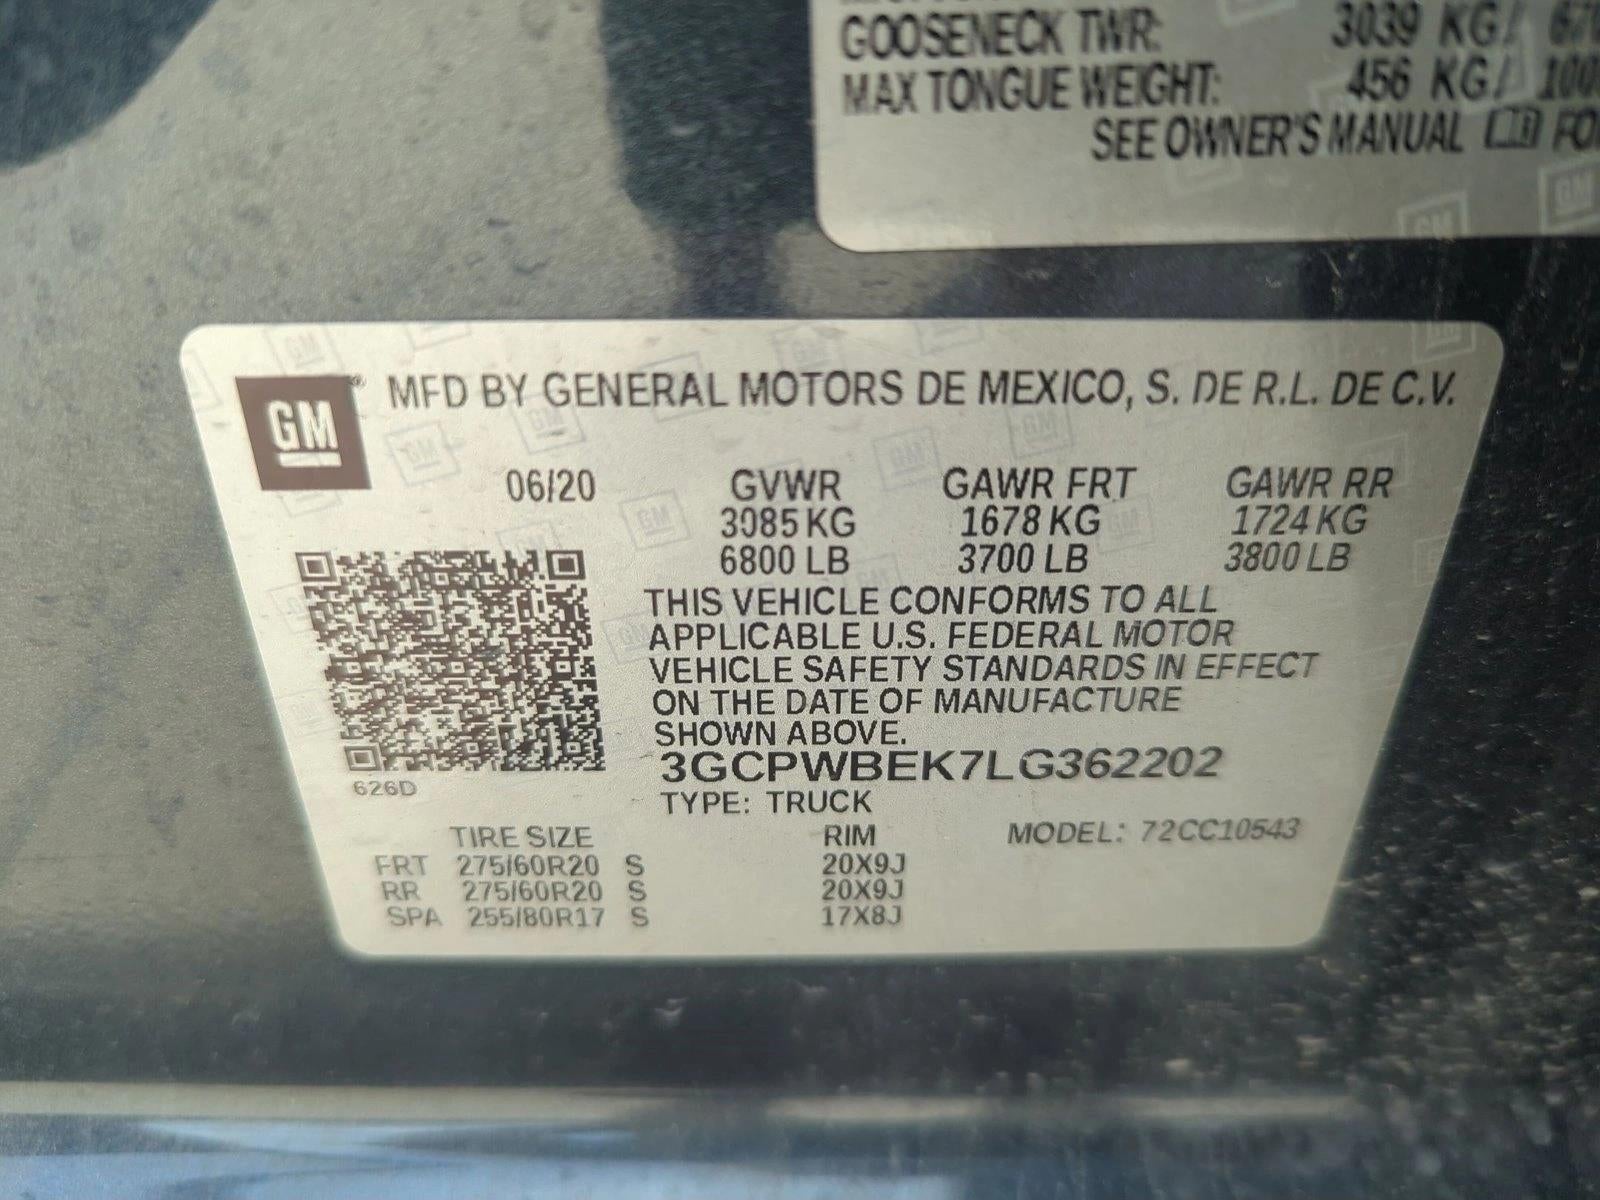 GOOSENECK TWR: 3039 KG/
MAX TONGUE WEIGHT: 456 KG/
SEE OWNER'S MANUAL
GM MFD BY GENERAL MOTORS DE MEXICO, S. DE R.L. DE C.V.
06/20 GVWR GAWR FRT GAWR RR
3085 KG 1678 KG 1724 KG
6800 LB 3700 LB 3800 LB
THIS VEHICLE CONFORMS TO ALL
APPLICABLE U.S. FEDERAL MOTOR
VEHICLE SAFETY STANDARDS IN EFFECT
ON THE DATE OF MANUFACTURE
SHOWN ABOVE.
3GCPWBEK7LG362202
626D
TYPE: TRUCK
TIRE SIZE RIM MODEL: 72CC10543
FRT 275/60R20 S 20X9J
RR 275/60R20 S 20X9J
SPA 255/80R17 S 17X8J